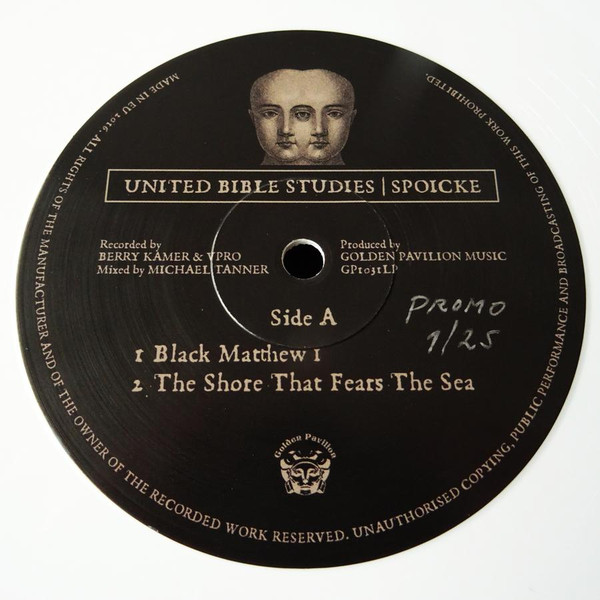 UNITED BIBLE STUDIES | SPOICKE
Recorded by
BERRY KAMER & VPRO
Mixed by MICHAEL TANNER
Produced by
GOLDEN PAVILION MUSIC
GP1031LP
Side A
PROMO
1/25
1 Black Matthew 1
2 The Shore That Fears The Sea
Golden Pavilion
MADE IN EU 2016. ALL RIGHTS OF THE MANUFACTURER AND OF THE OWNER OF THE RECORDED WORK RESERVED. UNAUTHORISED COPYING, PUBLIC PERFORMANCE AND BROADCASTING OF THIS WORK PROHIBITED.